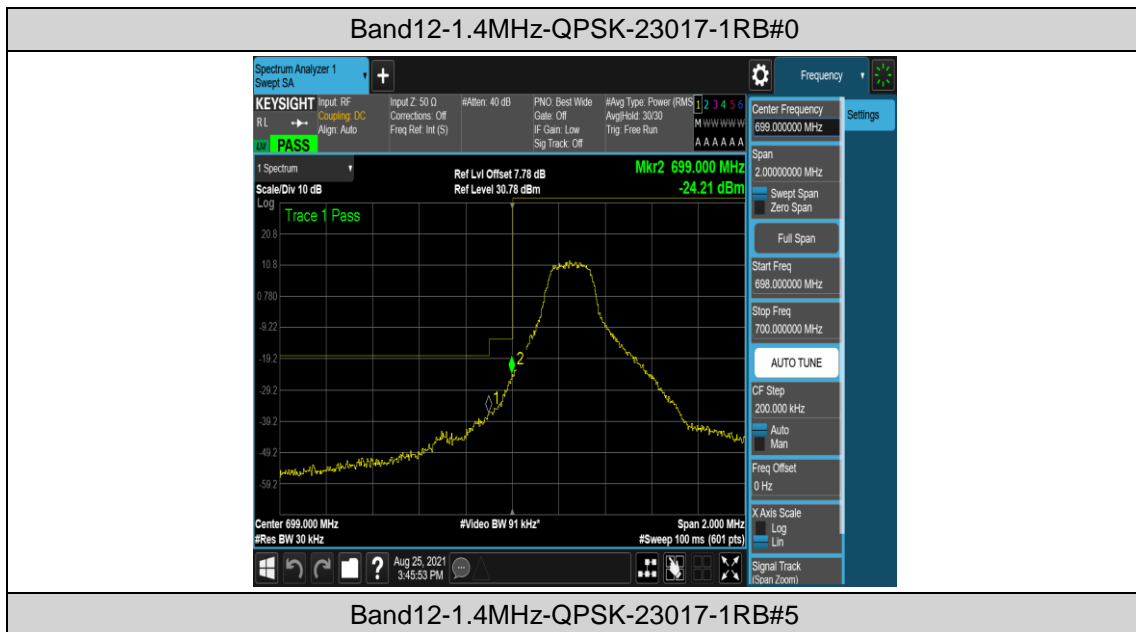 Band12-1.4MHz-QPSK-23017-1RB#0
Spectrum Analyzer 1
Swept SA
Frequency
KEYSIGHT
Input: RF
Coupling: DC
Align: Auto
Input Z: 50 Ω
Corrections: Off
Freq Ref: Int (S)
#Atten: 40 dB
PNO: Best Wide
Gate: Off
IF Gain: Low
Sig Track: Off
#Avg Type: Power (RMS
Avg|Hold: 30/30
Trig: Free Run
1 2 3 4 5 6
M W W W W W
A A A A A A
RL
PASS
Center Frequency
699.000000 MHz
Settings
1 Spectrum
Scale/Div 10 dB
Ref Lvl Offset 7.78 dB
Ref Level 30.78 dBm
Mkr2 699.000 MHz
-24.21 dBm
Log
Trace 1 Pass
20.8
10.8
0.780
-9.22
-19.2
-29.2
-39.2
-49.2
-59.2
2
1
Center 699.000 MHz
#Res BW 30 kHz
#Video BW 91 kHz*
Span 2.000 MHz
#Sweep 100 ms (601 pts)
Span
2.00000000 MHz
Swept Span
Zero Span
Full Span
Start Freq
698.000000 MHz
Stop Freq
700.000000 MHz
AUTO TUNE
CF Step
200.000 kHz
Auto
Man
Freq Offset
0 Hz
X Axis Scale
Log
Lin
Signal Track
(Span Zoom)
Aug 25, 2021
3:45:53 PM
Band12-1.4MHz-QPSK-23017-1RB#5